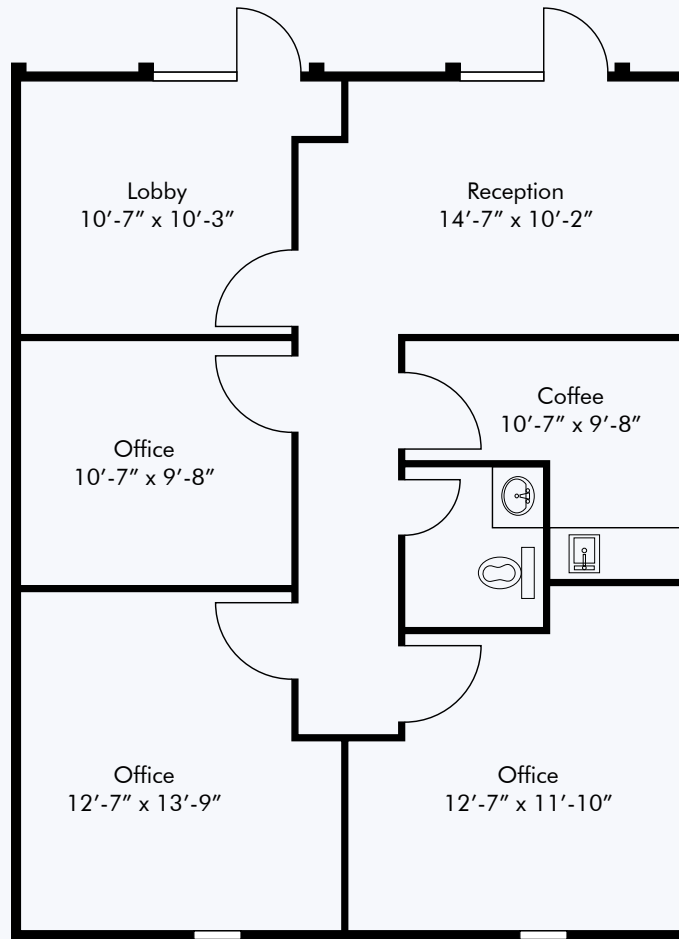 Lobby
10′-7″ x 10′-3″
Reception
14′-7″ x 10′-2″
Coffee
10′-7″ x 9′-8″
Office
10′-7″ x 9′-8″
Office
12′-7″ x 13′-9″
Office
12′-7″ x 11′-10″